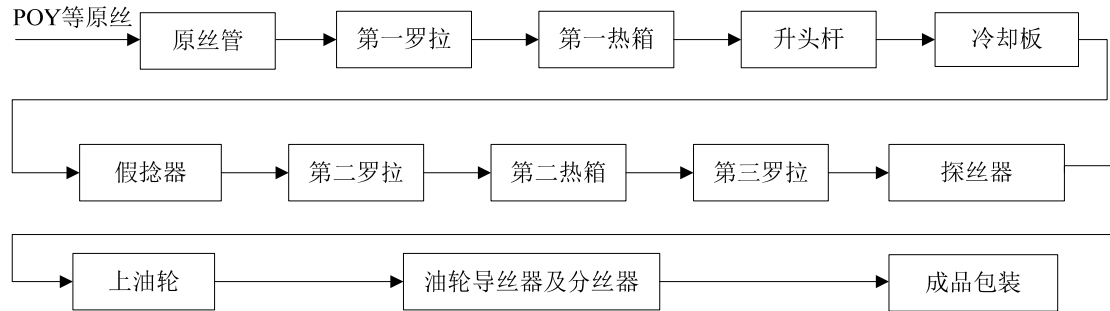 POY等原丝
原丝管
第一罗拉
第一热箱
升头杆
冷却板
假捻器
第二罗拉
第二热箱
第三罗拉
探丝器
上油轮
油轮导丝器及分丝器
成品包装